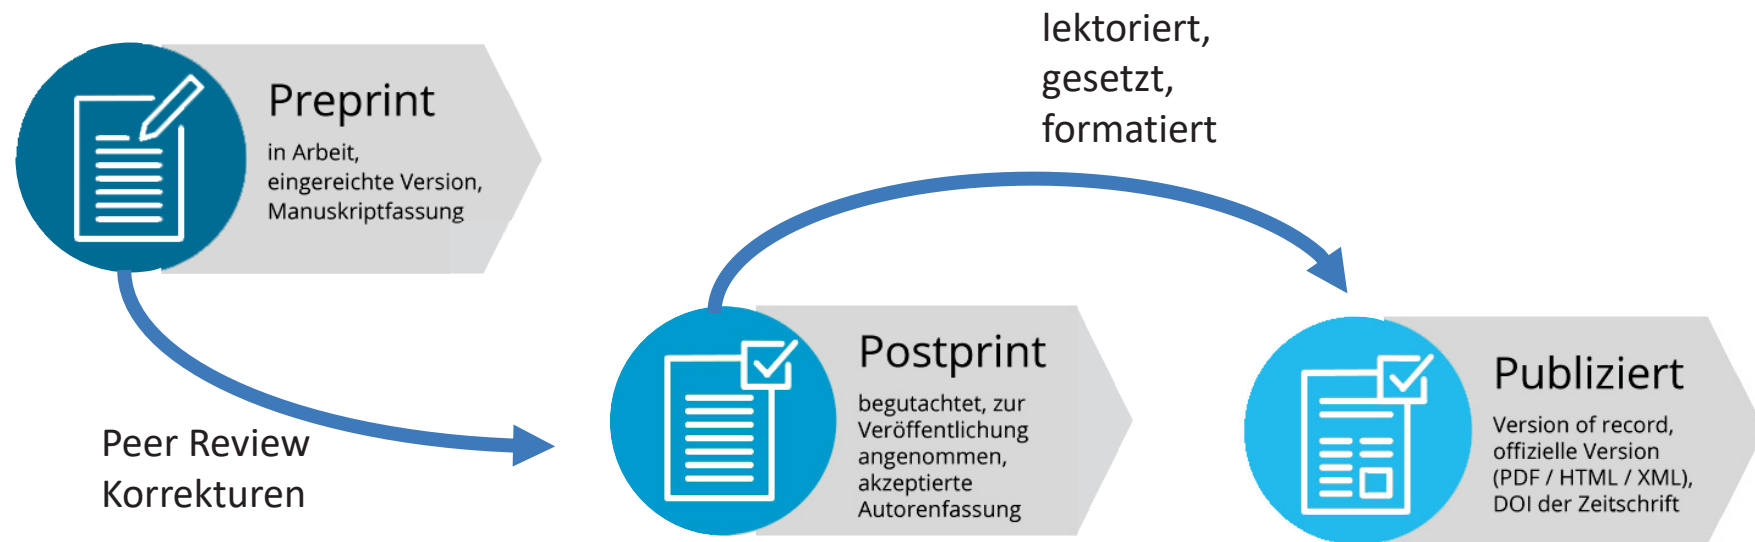 Preprint
in Arbeit,
eingereichte Version,
Manuskriptfassung
Peer Review
Korrekturen
lektoriert,
gesetzt,
formatiert
Postprint
begutachtet, zur
Veröffentlichung
angenommen,
akzeptierte
Autorenfassung
Publiziert
Version of record,
offizielle Version
(PDF / HTML / XML),
DOI der Zeitschrift